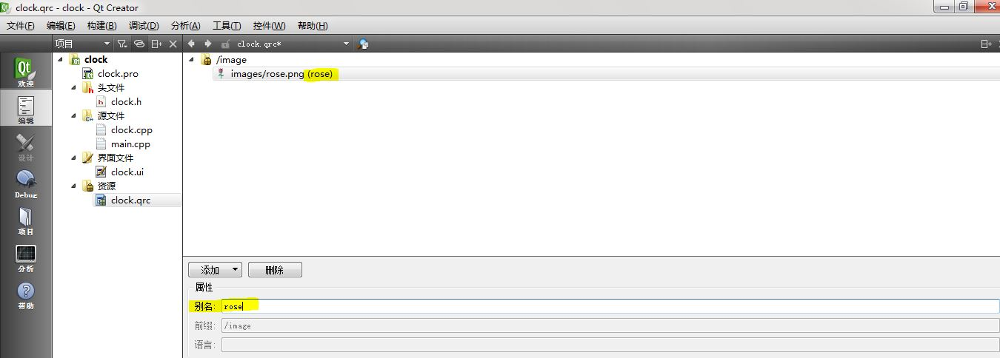 clock.qrc - clock - Qt Creator
文件(F) 编辑(E) 构建(B) 调试(D) 分析(A) 工具(T) 控件(W) 帮助(H)
项目 clock.qrc*
Qt
欢迎
编辑
设计
Debug
项目
分析
帮助
clock
clock.pro
头文件
clock.h
源文件
clock.cpp
main.cpp
界面文件
clock.ui
资源
clock.qrc
/image
images/rose.png (rose)
添加 删除
属性
别名: rose
前缀: /image
语言: